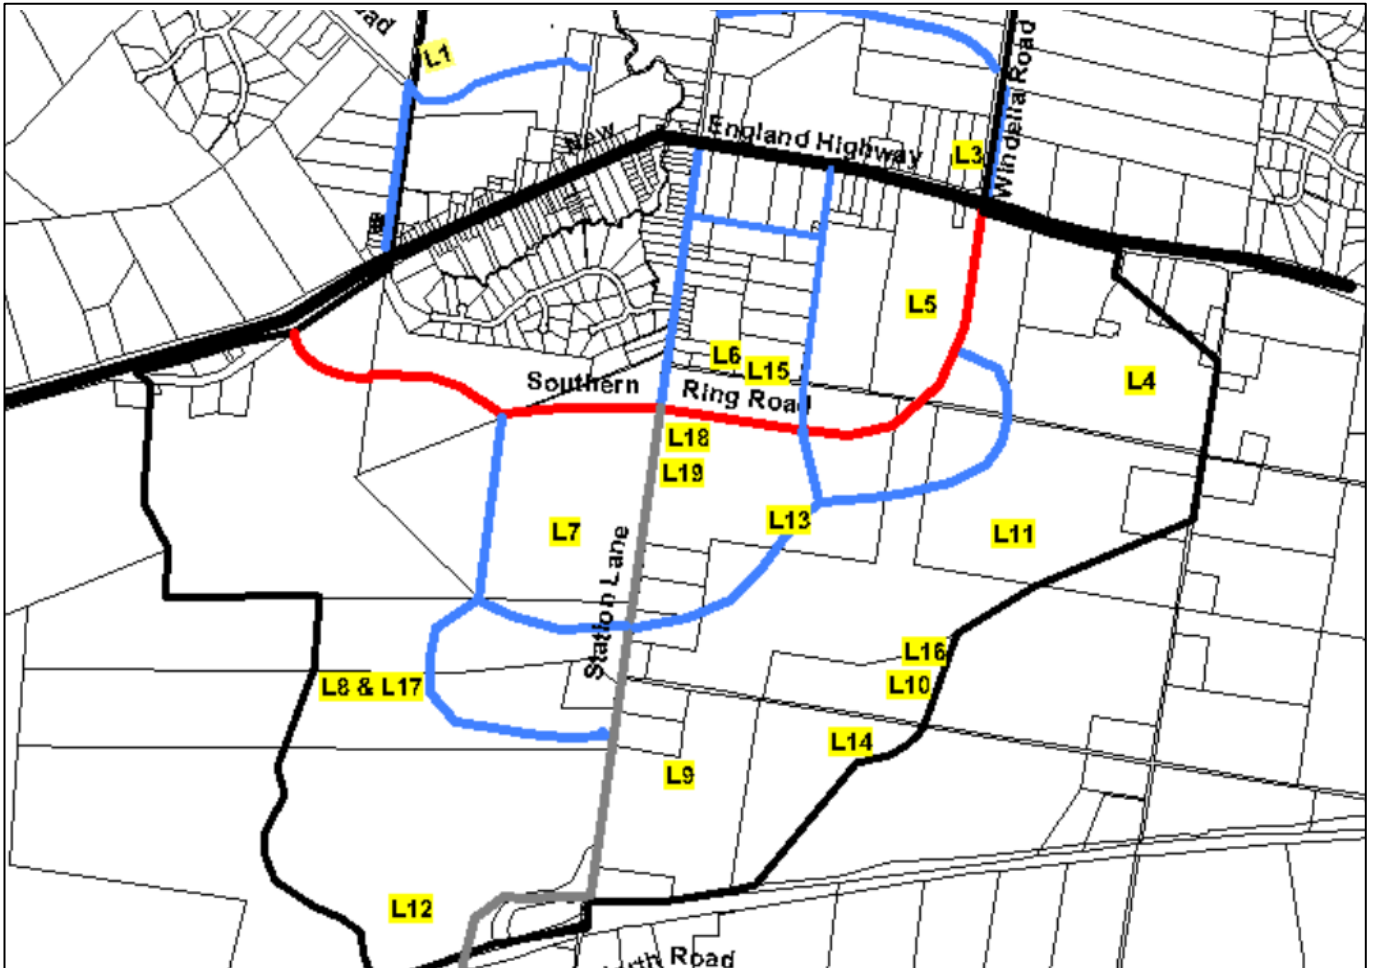 L1
New
England Highway
Windella Road
L3
L5
L6
L15
L4
Southern
Ring Road
L18
L19
L7
L13
L11
Station Lane
L16
L8 & L17
L10
L14
L9
L12
Road